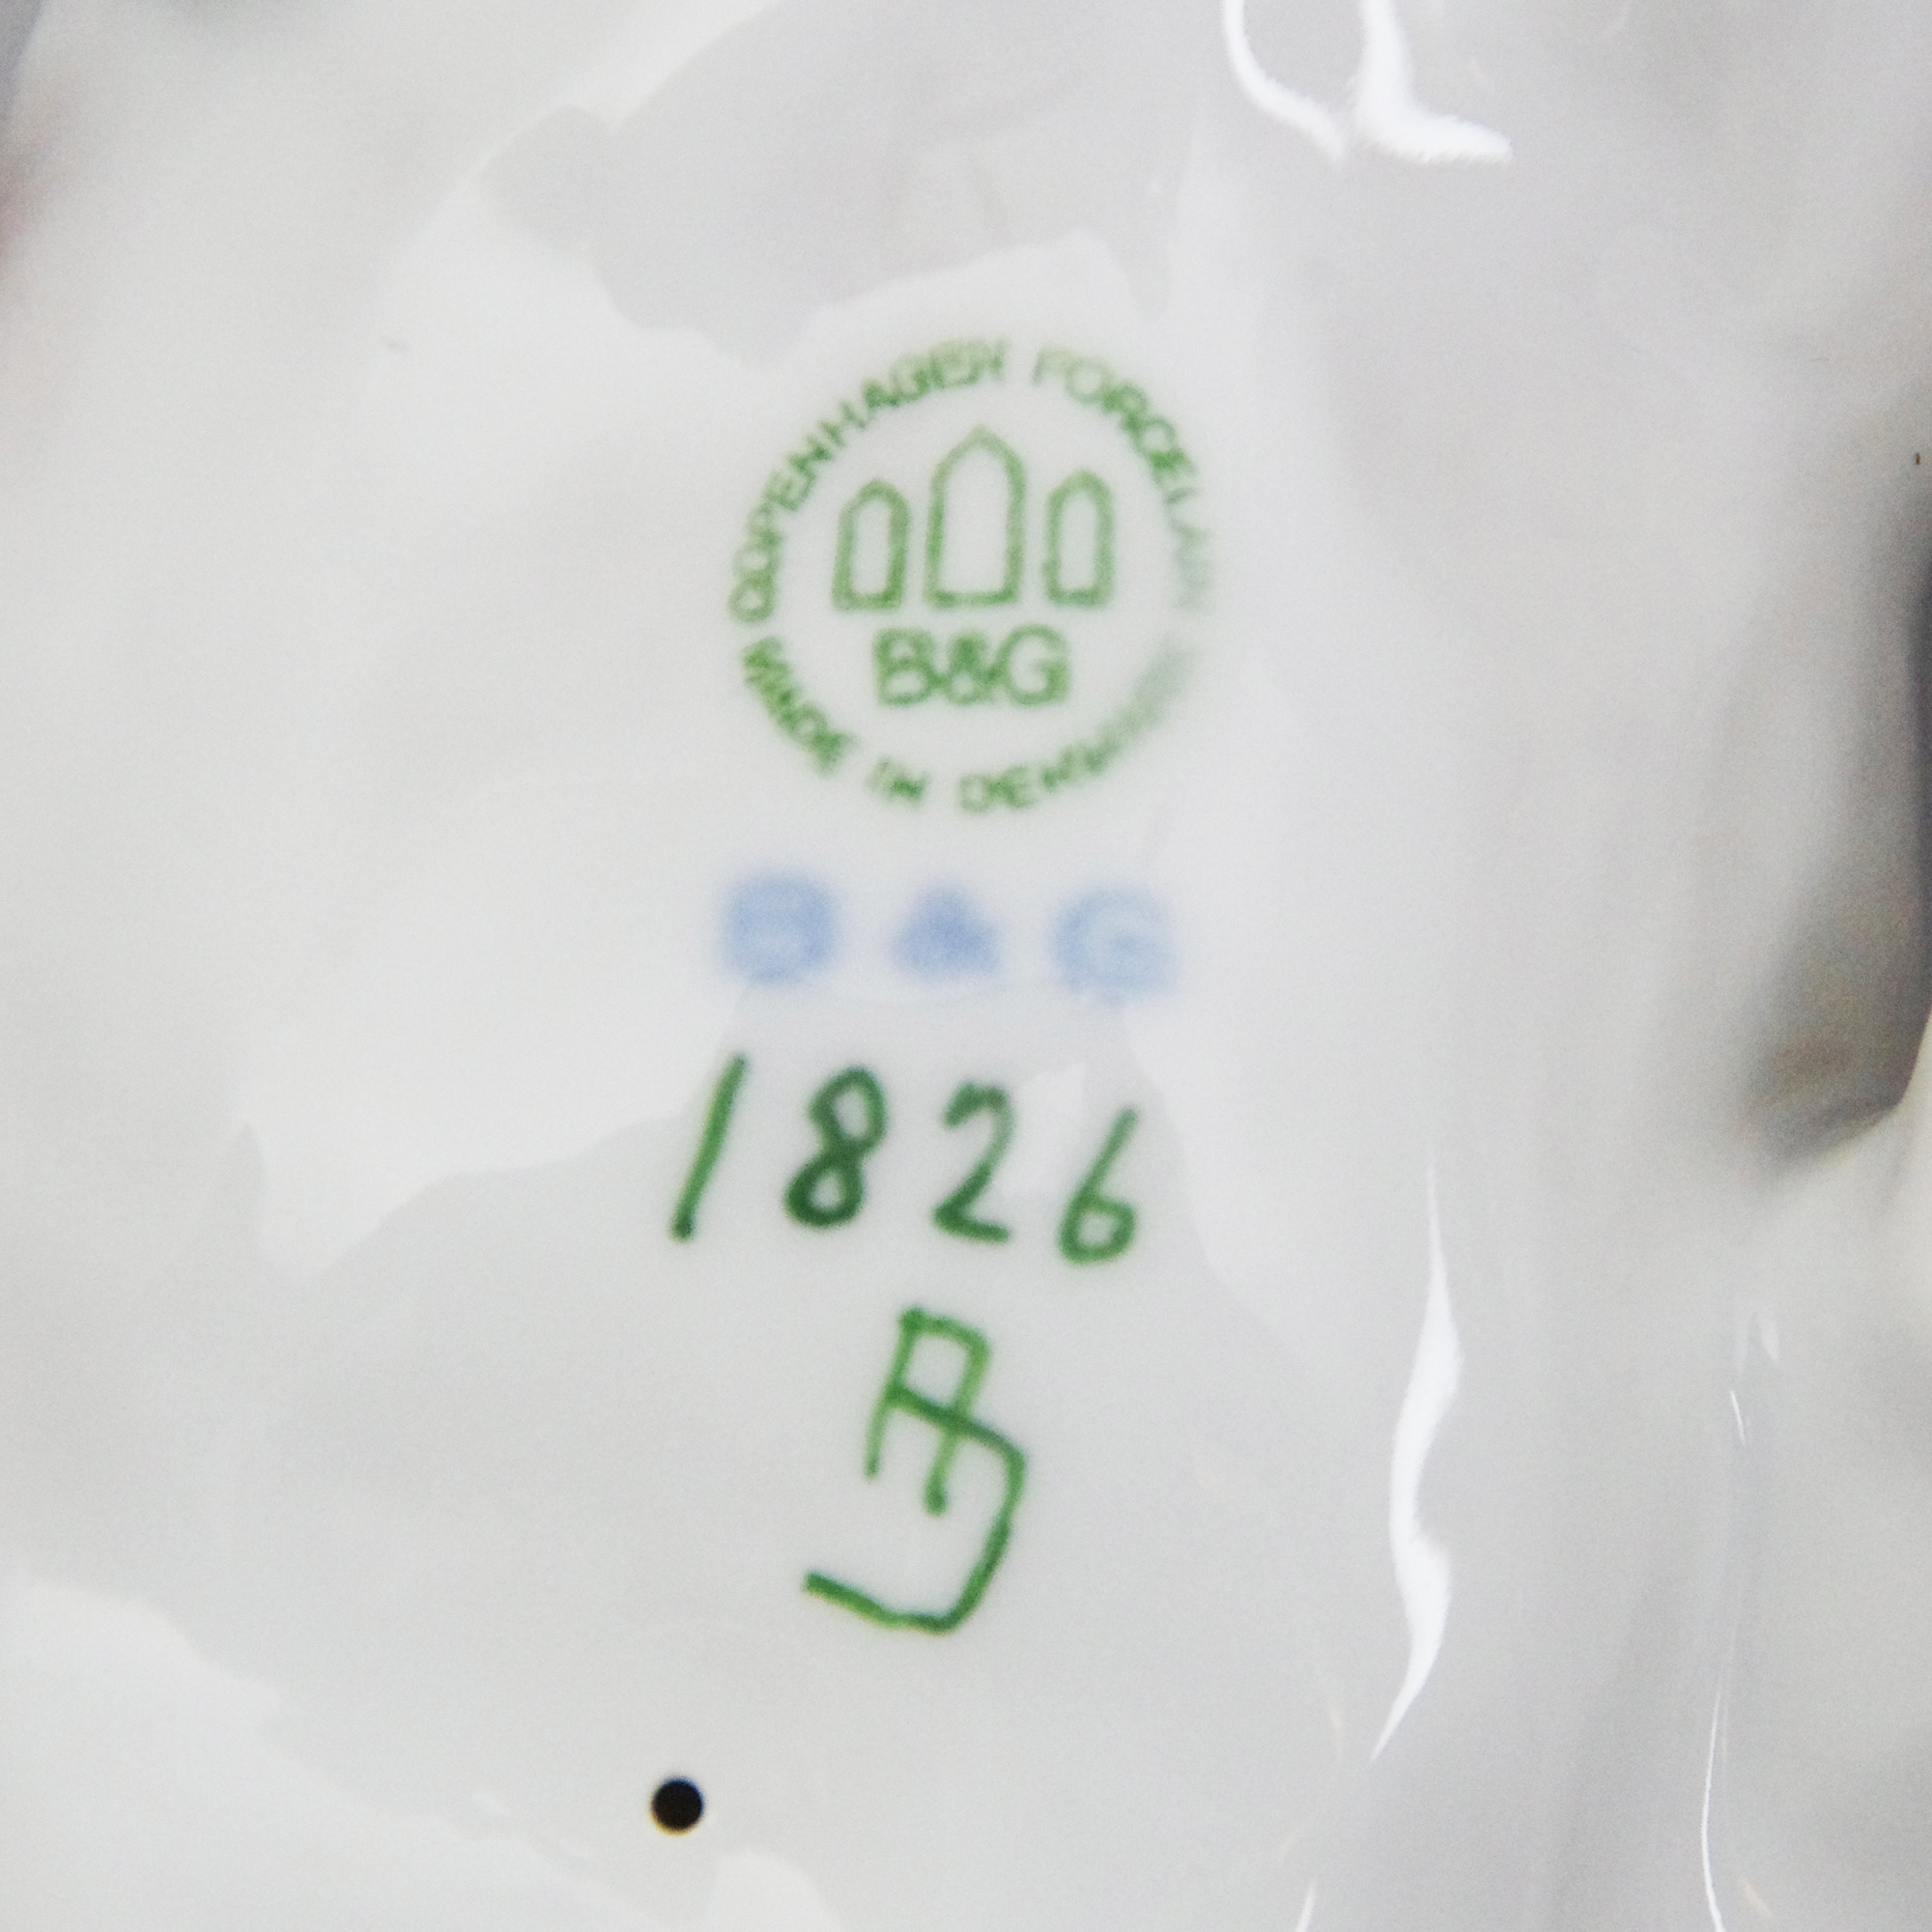 COPENHAGEN PORCELAIN
MADE IN DENMARK
B&G
B & G
1826